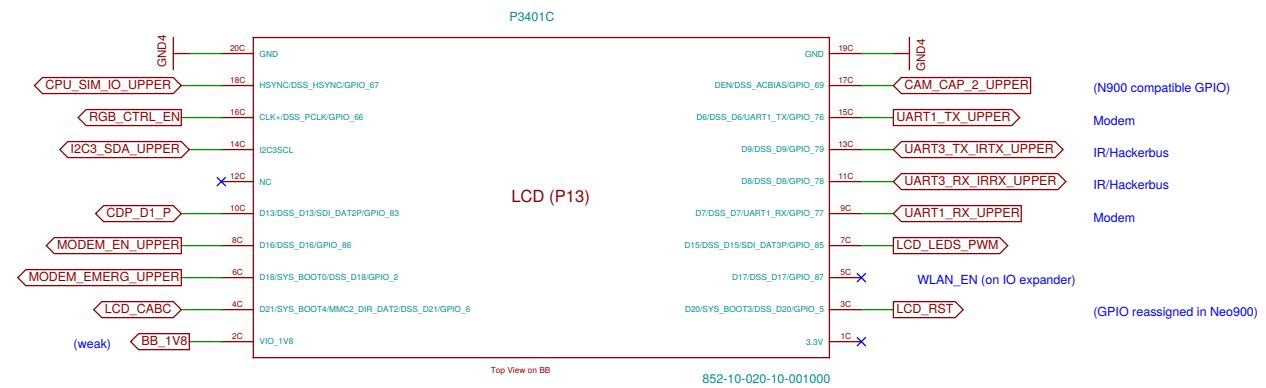 P3401C
GND4 20C GND GND 19C GND4
CPU_SIM_IO_UPPER 18C HSYNC/DSS_HSYNC/GPIO_67 DEN/DSS_ACBIAS/GPIO_69 17C CAM_CAP_2_UPPER (N900 compatible GPIO)
RGB_CTRL_EN 16C CLK+/DSS_PCLK/GPIO_66 D6/DSS_D6/UART1_TX/GPIO_76 15C UART1_TX_UPPER Modem
I2C3_SDA_UPPER 14C I2C3SCL D9/DSS_D9/GPIO_79 13C UART3_TX_IRTX_UPPER IR/Hackerbus
12C NC D8/DSS_D8/GPIO_78 11C UART3_RX_IRRX_UPPER IR/Hackerbus
LCD (P13)
CDP_D1_P 10C D13/DSS_D13/SDI_DAT2P/GPIO_83 D7/DSS_D7/UART1_RX/GPIO_77 9C UART1_RX_UPPER Modem
MODEM_EN_UPPER 8C D16/DSS_D16/GPIO_86 D15/DSS_D15/SDI_DAT3P/GPIO_85 7C LCD_LEDS_PWM
MODEM_EMERG_UPPER 6C D18/SYS_BOOT0/DSS_D18/GPIO_2 D17/DSS_D17/GPIO_87 5C WLAN_EN (on IO expander)
LCD_CABC 4C D21/SYS_BOOT4/MMC2_DIR_DAT2/DSS_D21/GPIO_6 D20/SYS_BOOT3/DSS_D20/GPIO_5 3C LCD_RST (GPIO reassigned in Neo900)
(weak) BB_1V8 2C VIO_1V8 3.3V 1C
Top View on BB
852-10-020-10-001000